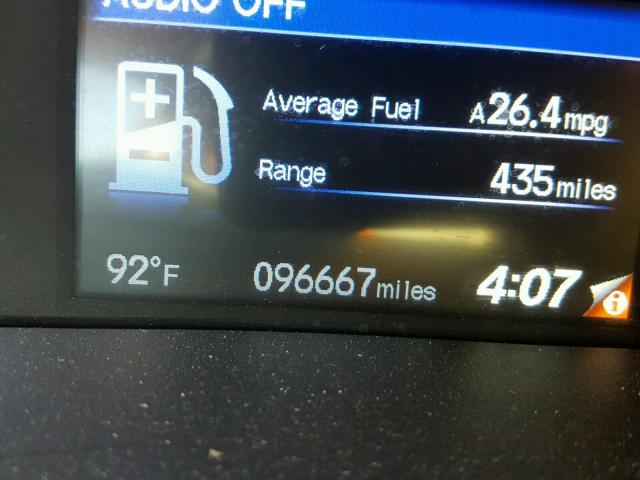 AUDIO OFF
Average Fuel A26.4mpg
Range 435miles
92°F 096667miles 4:07 i